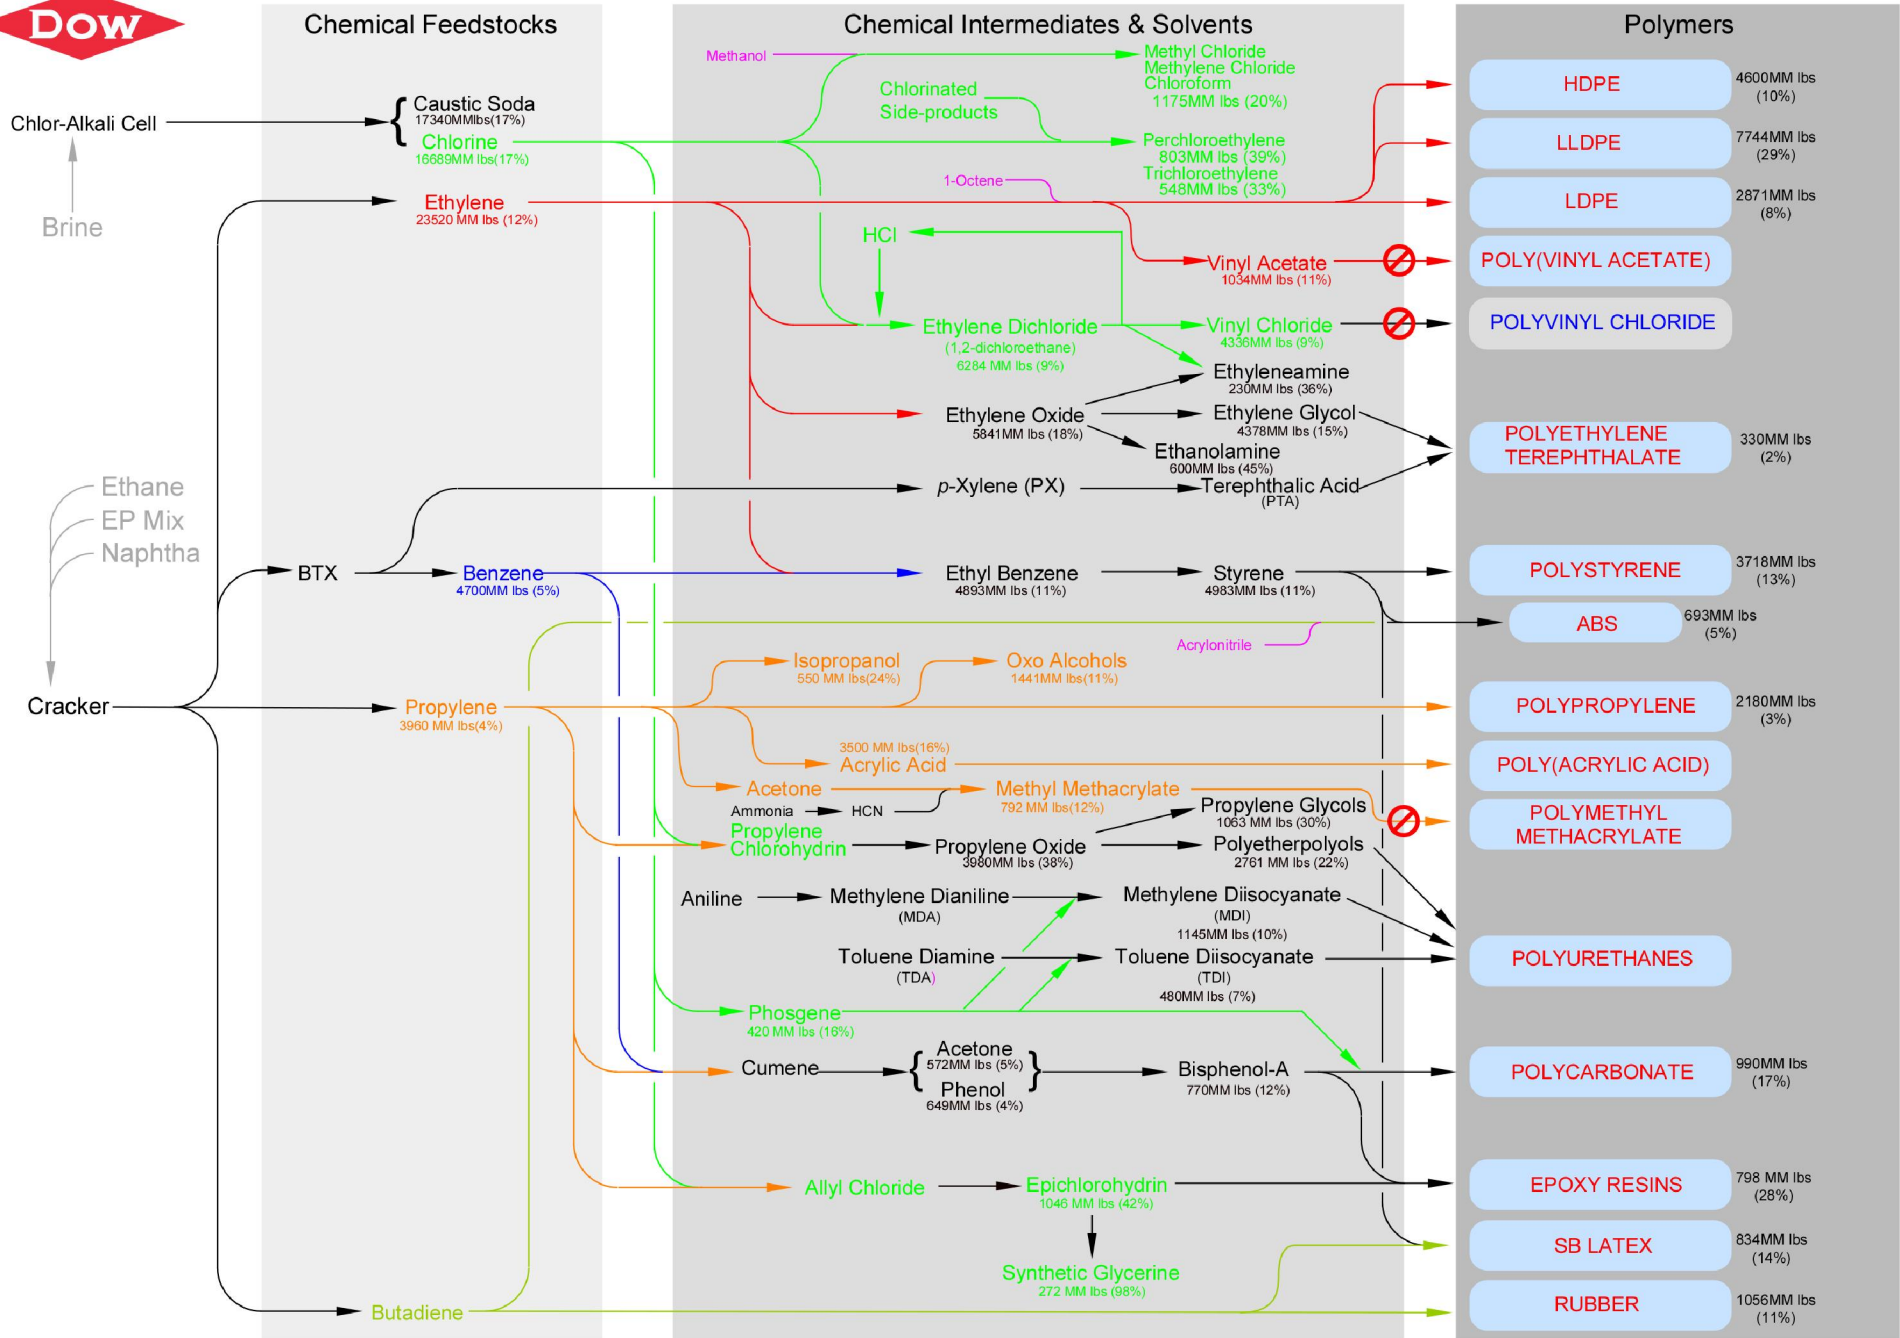 DOW
Chemical Feedstocks
Chemical Intermediates & Solvents
Polymers
Chlor-Alkali Cell
Brine
Ethane
EP Mix
Naphtha
Cracker
Caustic Soda
17340MMlbs(17%)
Chlorine
16689MM lbs(17%)
Ethylene
23520 MM lbs (12%)
BTX
Benzene
4700MM lbs (5%)
Propylene
3960 MM lbs(4%)
Butadiene
Methanol
Methyl Chloride
Methylene Chloride
Chloroform
1175MM lbs (20%)
Chlorinated
Side-products
Perchloroethylene
803MM lbs (39%)
Trichloroethylene
548MM lbs (33%)
1-Octene
HCl
Vinyl Acetate
1034MM lbs (11%)
Ethylene Dichloride
(1,2-dichloroethane)
6284 MM lbs (9%)
Vinyl Chloride
4336MM lbs (9%)
Ethyleneamine
230MM lbs (36%)
Ethylene Oxide
5841MM lbs (18%)
Ethylene Glycol
4378MM lbs (15%)
Ethanolamine
600MM lbs (45%)
p-Xylene (PX)
Terephthalic Acid
(PTA)
Ethyl Benzene
4893MM lbs (11%)
Styrene
4983MM lbs (11%)
Acrylonitrile
Isopropanol
550 MM lbs(24%)
Oxo Alcohols
1441MM lbs(11%)
3500 MM lbs(16%)
Acrylic Acid
Acetone
Methyl Methacrylate
792 MM lbs(12%)
Ammonia
HCN
Propylene
Chlorohydrin
Propylene Oxide
3980MM lbs (38%)
Propylene Glycols
1063 MM lbs (30%)
Polyetherpolyols
2761 MM lbs (22%)
Aniline
Methylene Dianiline
(MDA)
Methylene Diisocyanate
(MDI)
1145MM lbs (10%)
Toluene Diamine
(TDA)
Toluene Diisocyanate
(TDI)
480MM lbs (7%)
Phosgene
420 MM lbs (16%)
Cumene
Acetone
572MM lbs (5%)
Phenol
649MM lbs (4%)
Bisphenol-A
770MM lbs (12%)
Allyl Chloride
Epichlorohydrin
1046 MM lbs (42%)
Synthetic Glycerine
272 MM lbs (98%)
HDPE
4600MM lbs
(10%)
LLDPE
7744MM lbs
(29%)
LDPE
2871MM lbs
(8%)
POLY(VINYL ACETATE)
POLYVINYL CHLORIDE
POLYETHYLENE
TEREPHTHALATE
330MM lbs
(2%)
POLYSTYRENE
3718MM lbs
(13%)
ABS
693MM lbs
(5%)
POLYPROPYLENE
2180MM lbs
(3%)
POLY(ACRYLIC ACID)
POLYMETHYL
METHACRYLATE
POLYURETHANES
POLYCARBONATE
990MM lbs
(17%)
EPOXY RESINS
798 MM lbs
(28%)
SB LATEX
834MM lbs
(14%)
RUBBER
1056MM lbs
(11%)